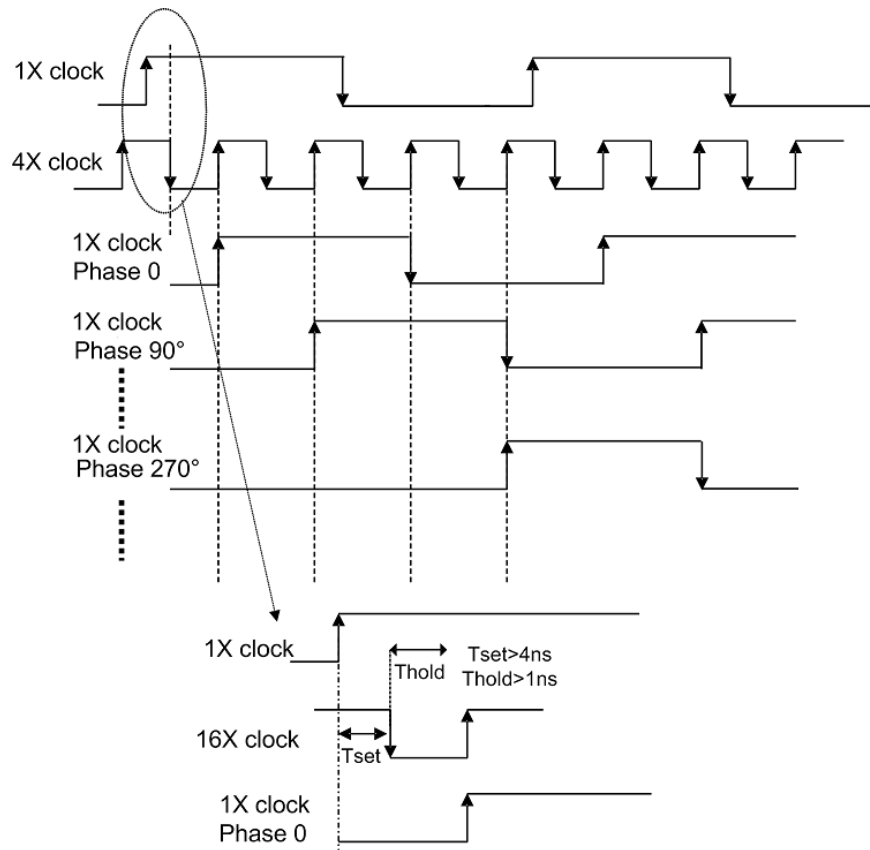 1X clock
4X clock
1X clock
Phase 0
1X clock
Phase 90°
1X clock
Phase 270°
1X clock
Thold
Tset>4ns
Thold>1ns
16X clock
Tset
1X clock
Phase 0